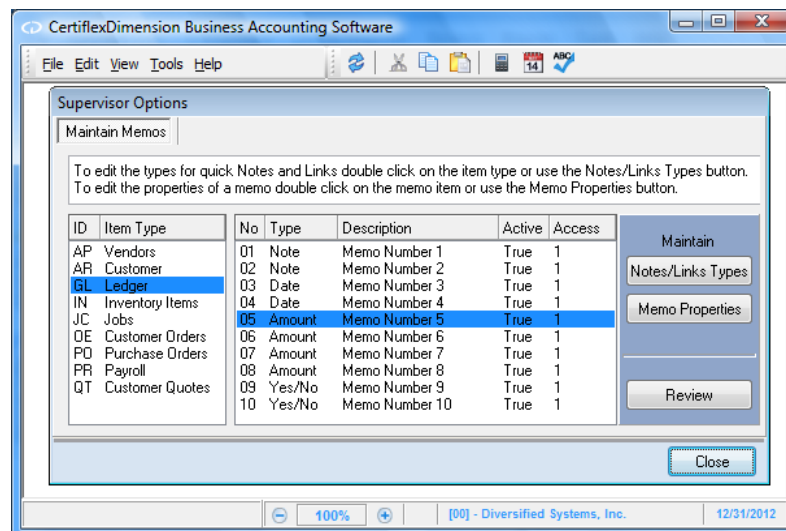 CertiflexDimension Business Accounting Software
File Edit View Tools Help
14
ABC
Supervisor Options
Maintain Memos
To edit the types for quick Notes and Links double click on the item type or use the Notes/Links Types button.
To edit the properties of a memo double click on the memo item or use the Memo Properties button.
ID Item Type
AP Vendors
AR Customer
GL Ledger
IN Inventory Items
JC Jobs
OE Customer Orders
PO Purchase Orders
PR Payroll
QT Customer Quotes
No Type Description Active Access
01 Note Memo Number 1 True 1
02 Note Memo Number 2 True 1
03 Date Memo Number 3 True 1
04 Date Memo Number 4 True 1
05 Amount Memo Number 5 True 1
06 Amount Memo Number 6 True 1
07 Amount Memo Number 7 True 1
08 Amount Memo Number 8 True 1
09 Yes/No Memo Number 9 True 1
10 Yes/No Memo Number 10 True 1
Maintain
Notes/Links Types
Memo Properties
Review
Close
100%
[00] - Diversified Systems, Inc.
12/31/2012